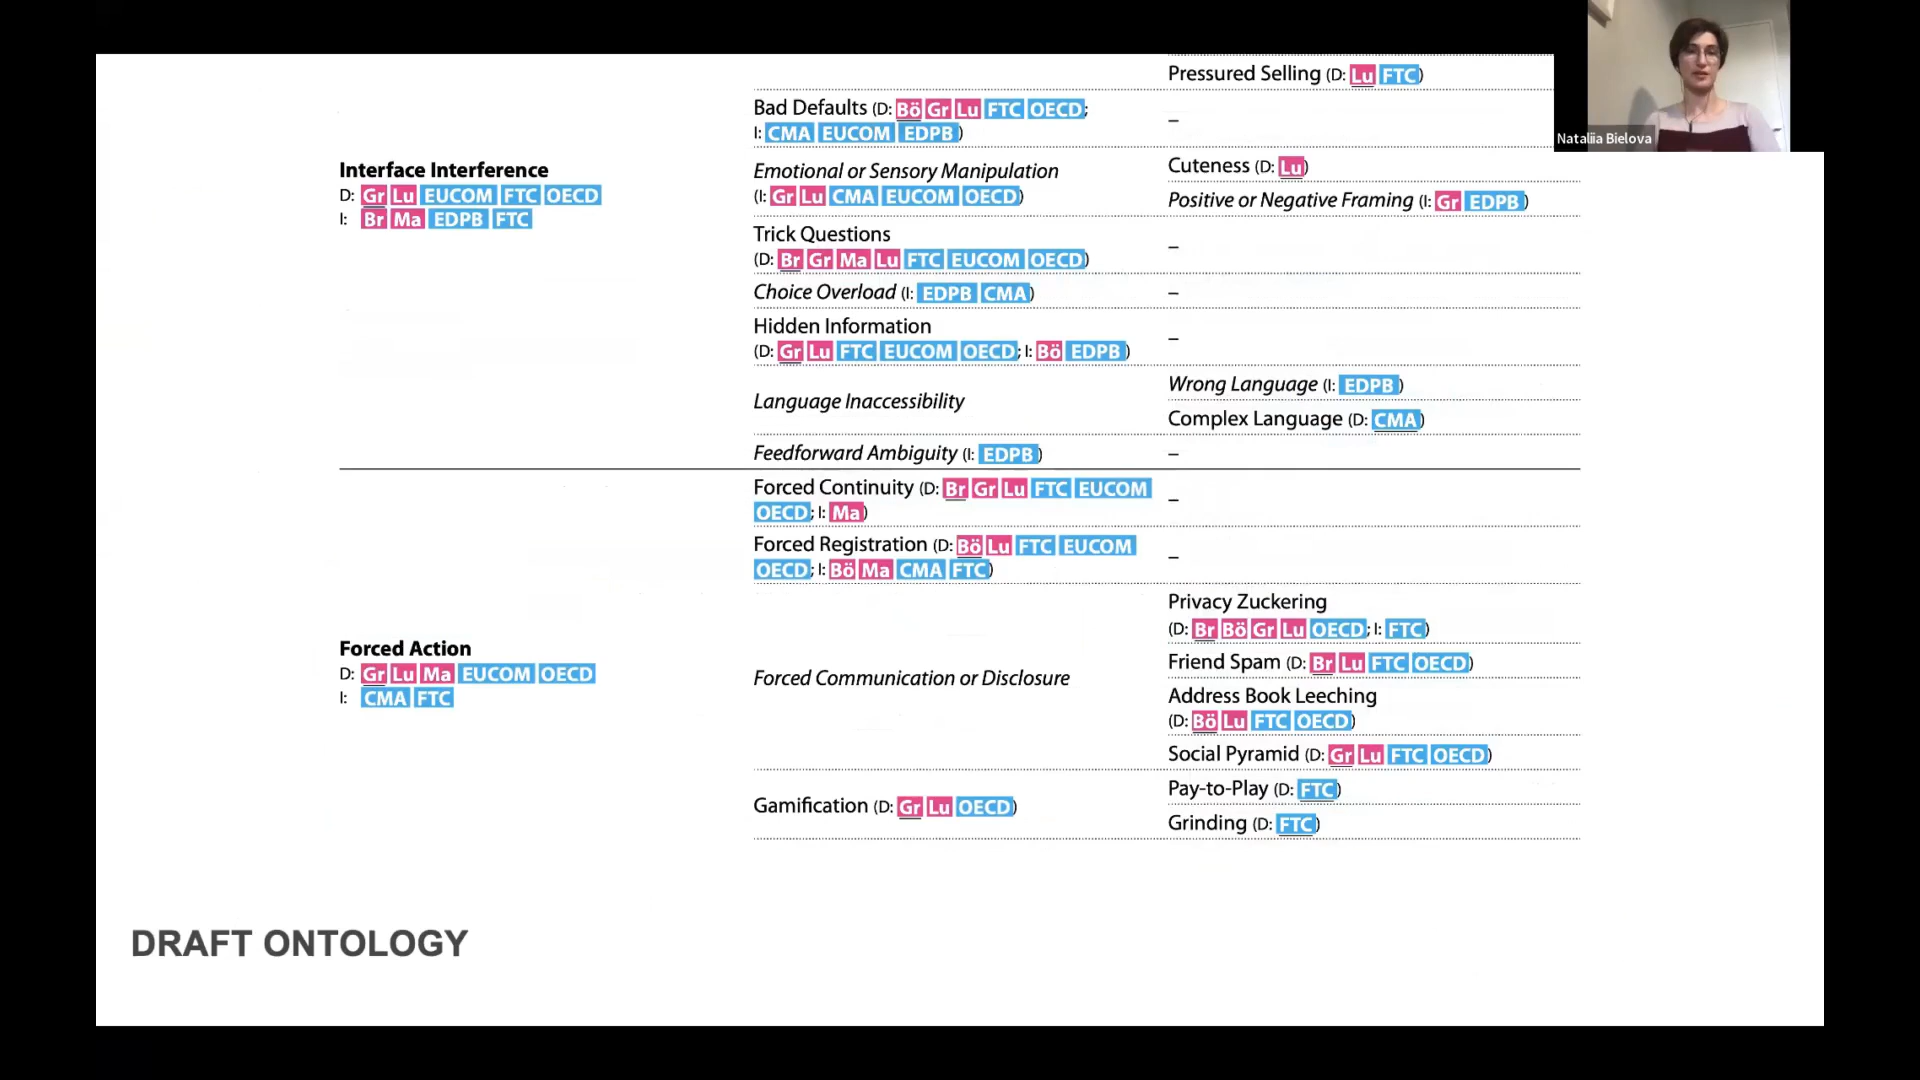 Pressured Selling (D: Lu FTC)
Bad Defaults (D: Bö Gr Lu FTC OECD;
I: CMA EUCOM EDPB)
–
Interface Interference
D: Gr Lu EUCOM FTC OECD
I: Br Ma EDPB FTC
Emotional or Sensory Manipulation
(I: Gr Lu CMA EUCOM OECD)
Cuteness (D: Lu)
Positive or Negative Framing (I: Gr EDPB)
Trick Questions
(D: Br Gr Ma Lu FTC EUCOM OECD)
–
Choice Overload (I: EDPB CMA)
–
Hidden Information
(D: Gr Lu FTC EUCOM OECD; I: Bö EDPB)
–
Language Inaccessibility
Wrong Language (I: EDPB)
Complex Language (D: CMA)
Feedforward Ambiguity (I: EDPB)
–
Forced Continuity (D: Br Gr Lu FTC EUCOM
OECD; I: Ma)
–
Forced Registration (D: Bö Lu FTC EUCOM
OECD; I: Bö Ma CMA FTC)
–
Forced Action
D: Gr Lu Ma EUCOM OECD
I: CMA FTC
Forced Communication or Disclosure
Privacy Zuckering
(D: Br Bö Gr Lu OECD; I: FTC)
Friend Spam (D: Br Lu FTC OECD)
Address Book Leeching
(D: Bö Lu FTC OECD)
Social Pyramid (D: Gr Lu FTC OECD)
Gamification (D: Gr Lu OECD)
Pay-to-Play (D: FTC)
Grinding (D: FTC)
DRAFT ONTOLOGY
Nataliia Bielova